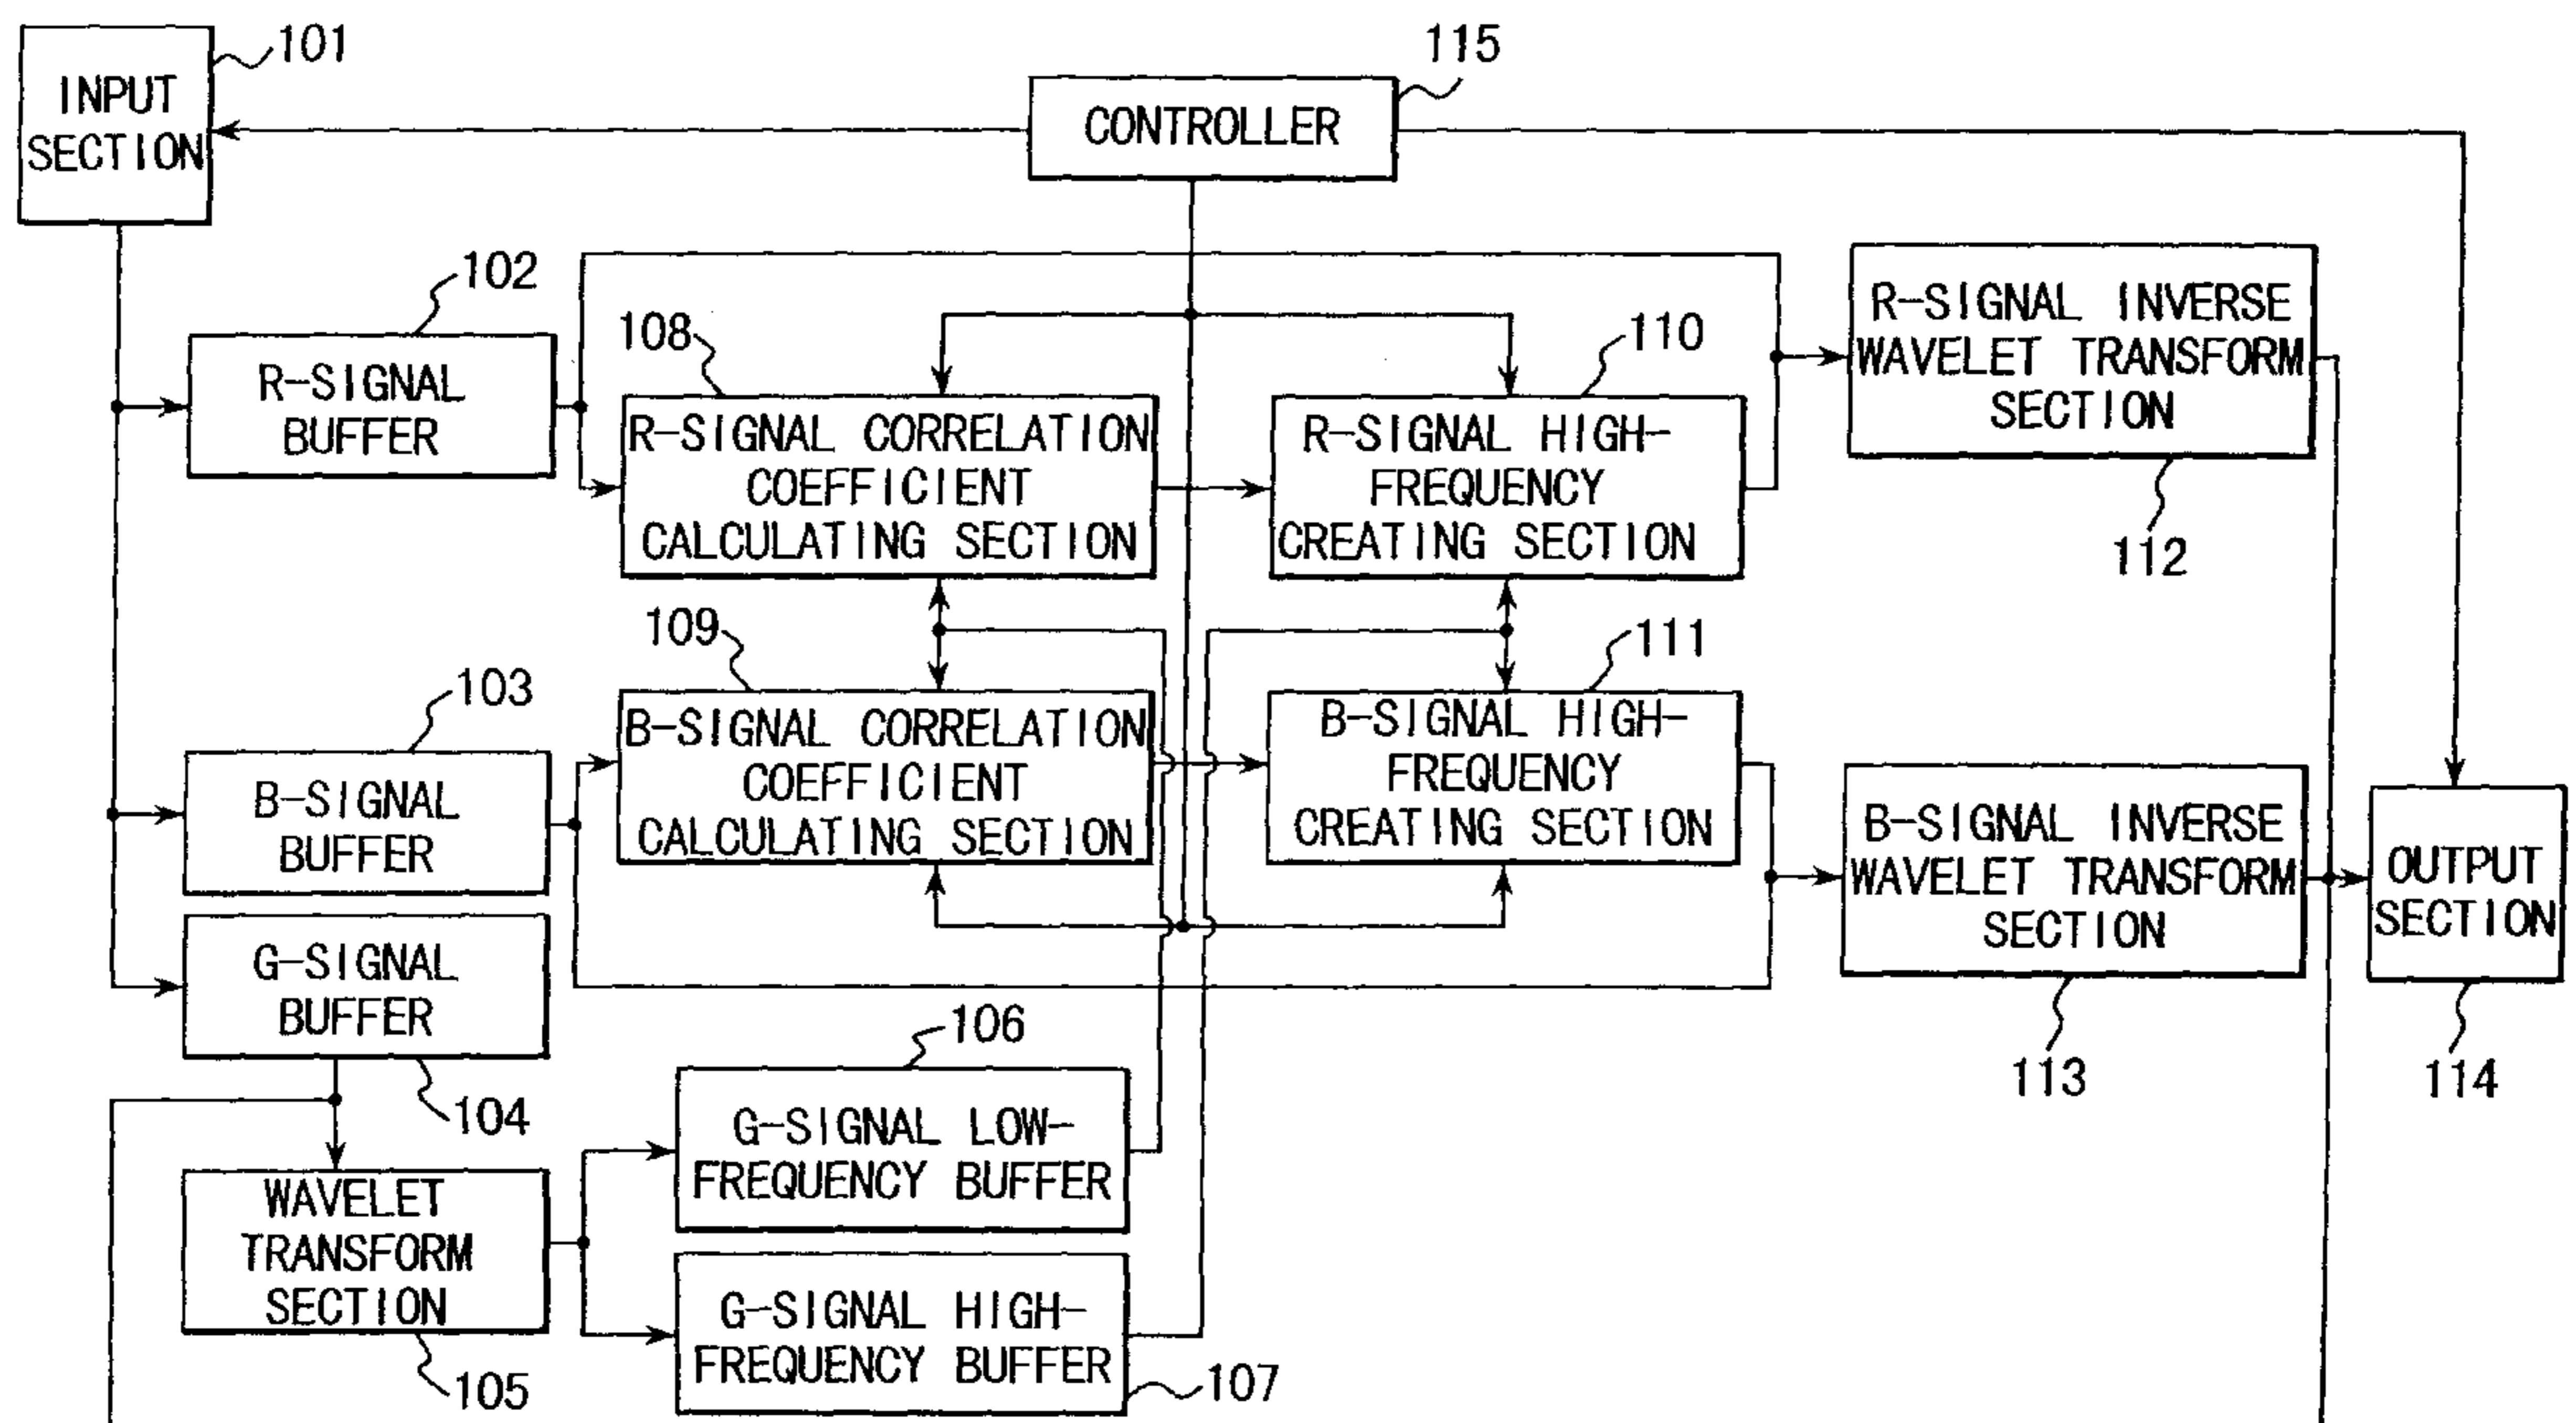 101
INPUT
SECTION
115
CONTROLLER
102
R-SIGNAL
BUFFER
108
R-SIGNAL CORRELATION
COEFFICIENT
CALCULATING SECTION
110
R-SIGNAL HIGH-
FREQUENCY
CREATING SECTION
R-SIGNAL INVERSE
WAVELET TRANSFORM
SECTION
112
103
B-SIGNAL
BUFFER
109
B-SIGNAL CORRELATION
COEFFICIENT
CALCULATING SECTION
111
B-SIGNAL HIGH-
FREQUENCY
CREATING SECTION
B-SIGNAL INVERSE
WAVELET TRANSFORM
SECTION
113
OUTPUT
SECTION
114
G-SIGNAL
BUFFER
104
WAVELET
TRANSFORM
SECTION
105
106
G-SIGNAL LOW-
FREQUENCY BUFFER
G-SIGNAL HIGH-
FREQUENCY BUFFER
107